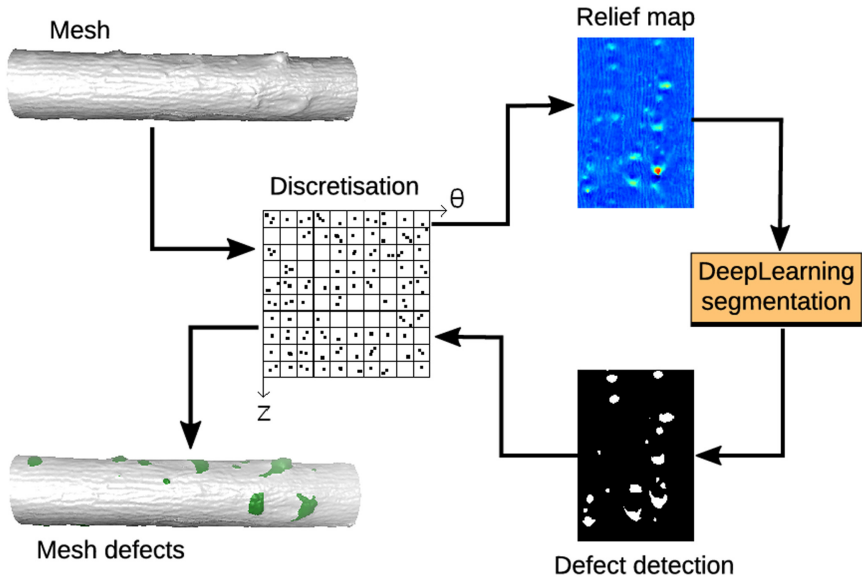 Mesh
Relief map
Discretisation
θ
DeepLearning
segmentation
z
Mesh defects
Defect detection